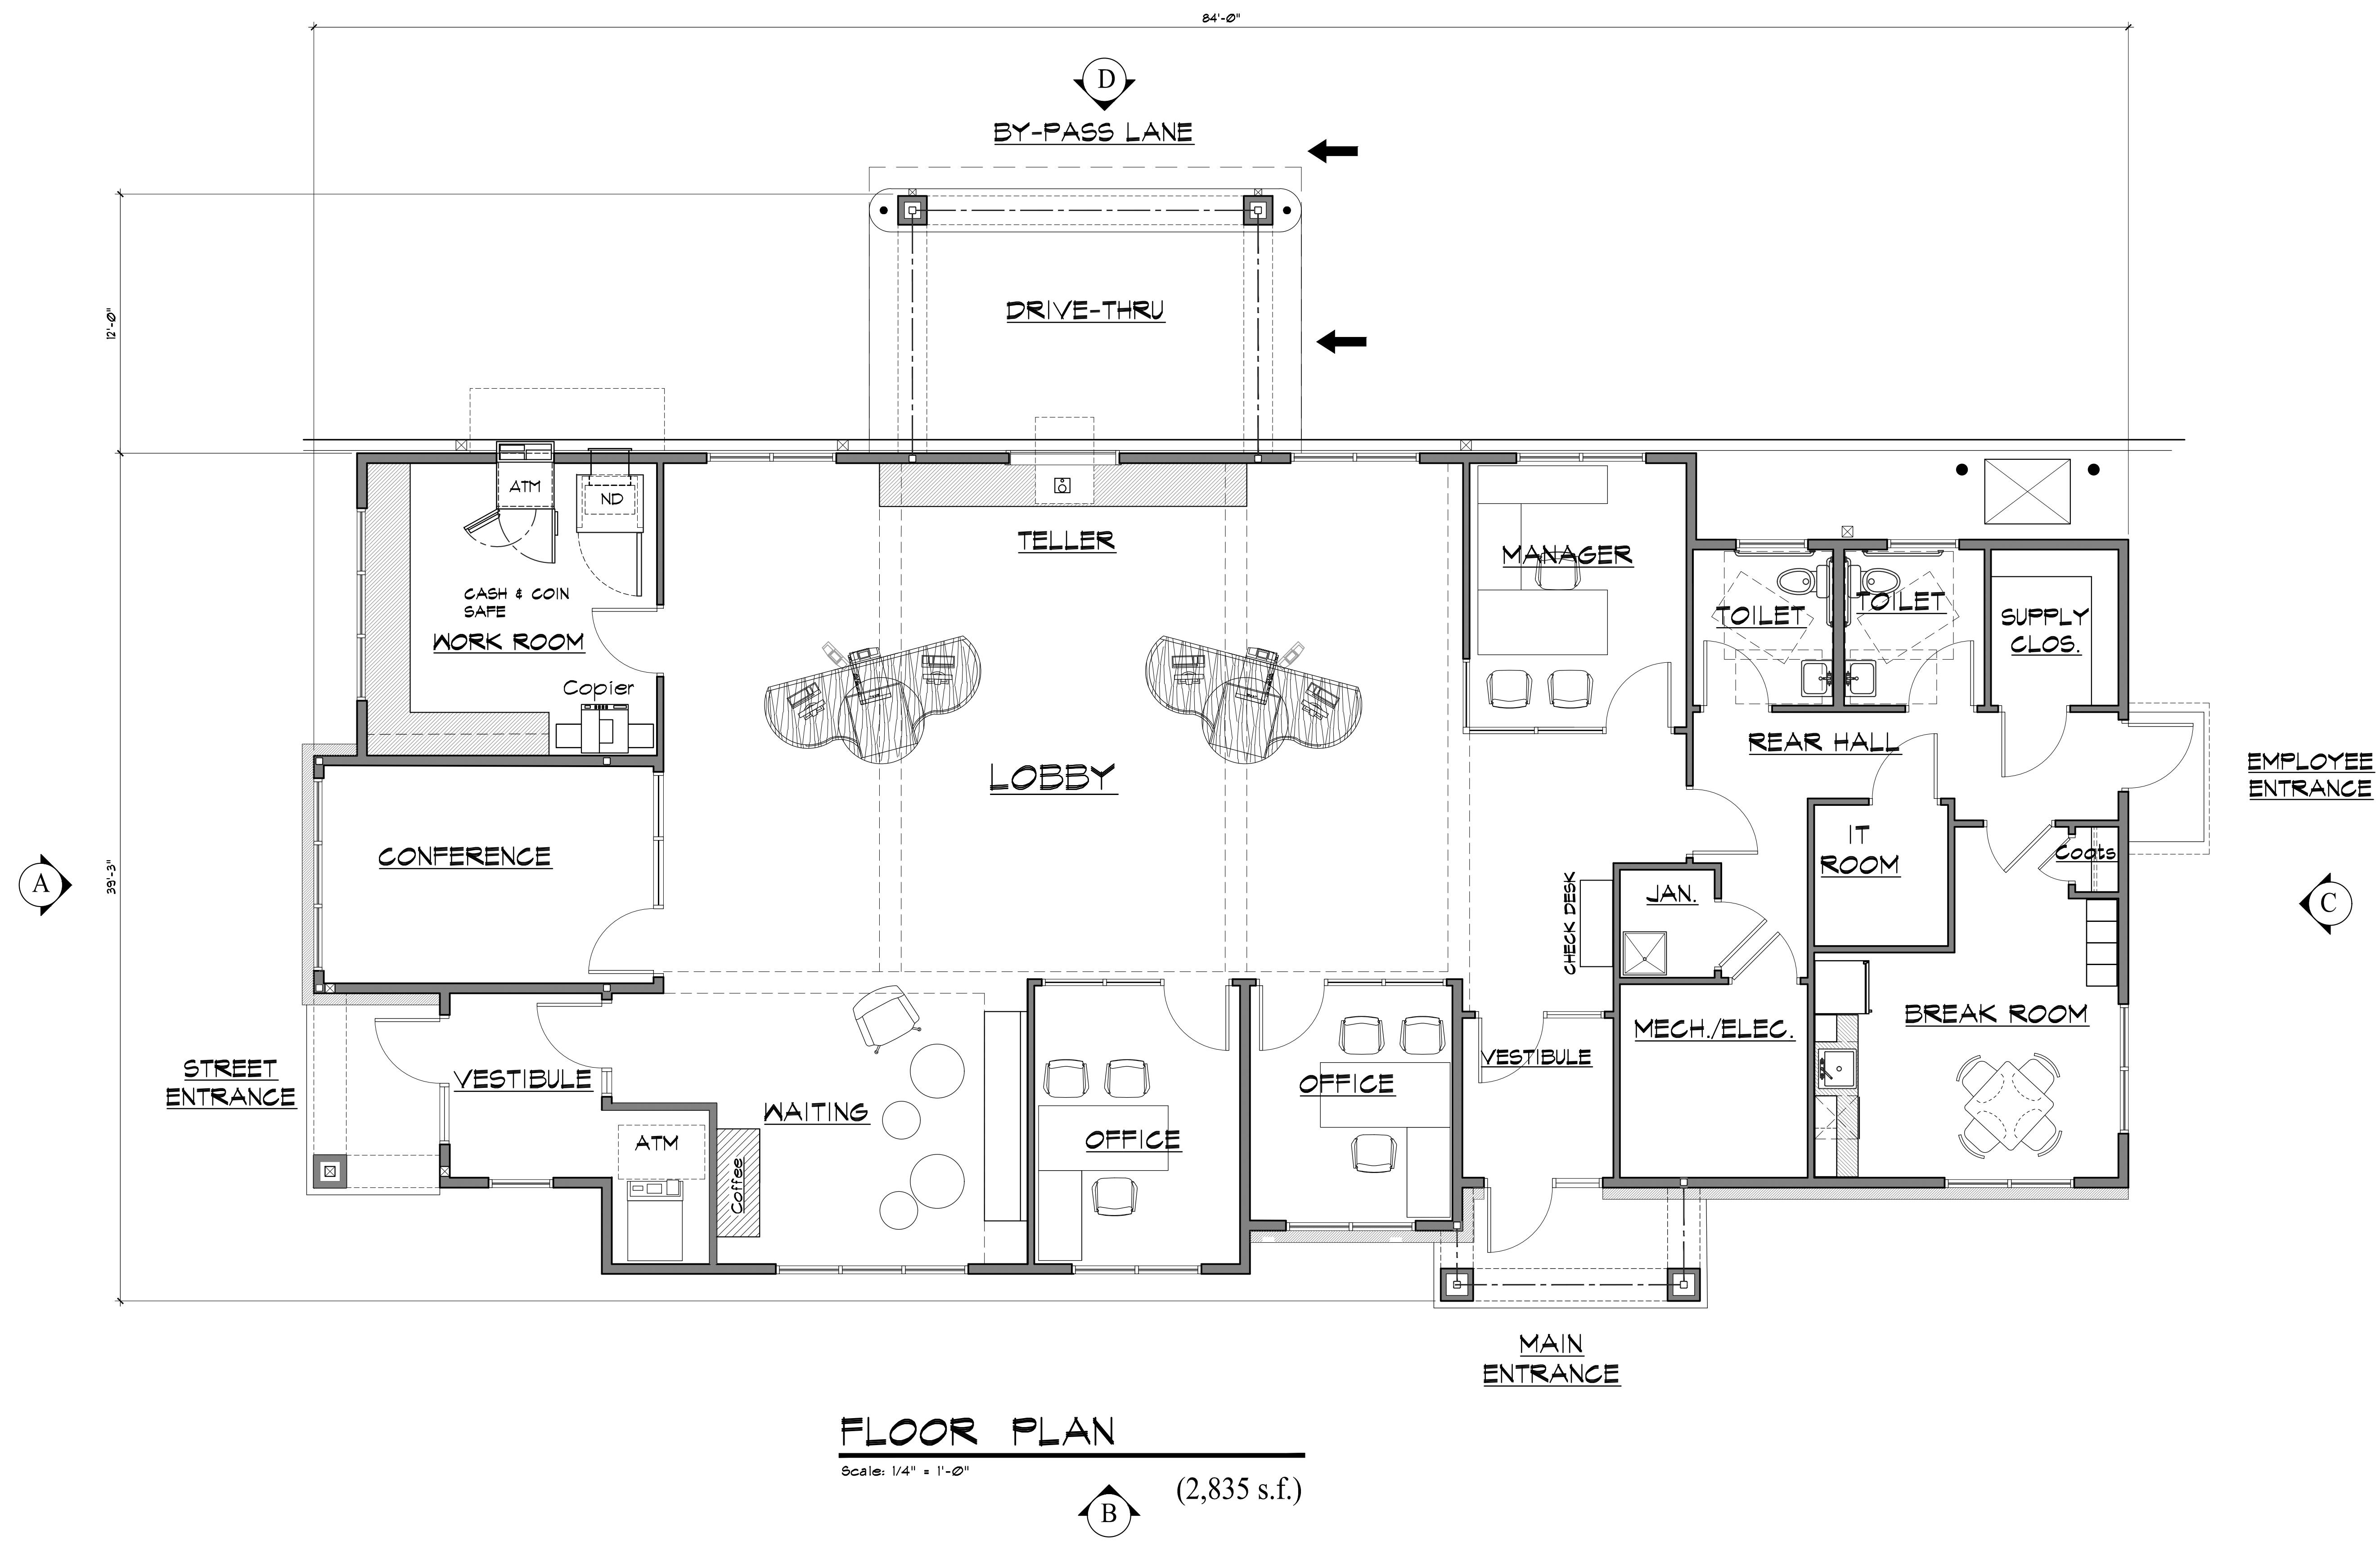 84'-0"
D
BY-PASS LANE
12'-0"
DRIVE-THRU
ATM
ND
TELLER
MANAGER
CASH & COIN
SAFE
WORK ROOM
TOILET
TOILET
SUPPLY
CLOS.
Copier
REAR HALL
LOBBY
EMPLOYEE
ENTRANCE
CONFERENCE
IT
ROOM
Coats
A
39'-3"
CHECK DESK
JAN.
C
BREAK ROOM
MECH./ELEC.
STREET
ENTRANCE
VESTIBULE
VESTIBULE
OFFICE
WAITING
ATM
OFFICE
Coffee
MAIN
ENTRANCE
FLOOR PLAN
Scale: 1/4" = 1'-0"
(2,835 s.f.)
B